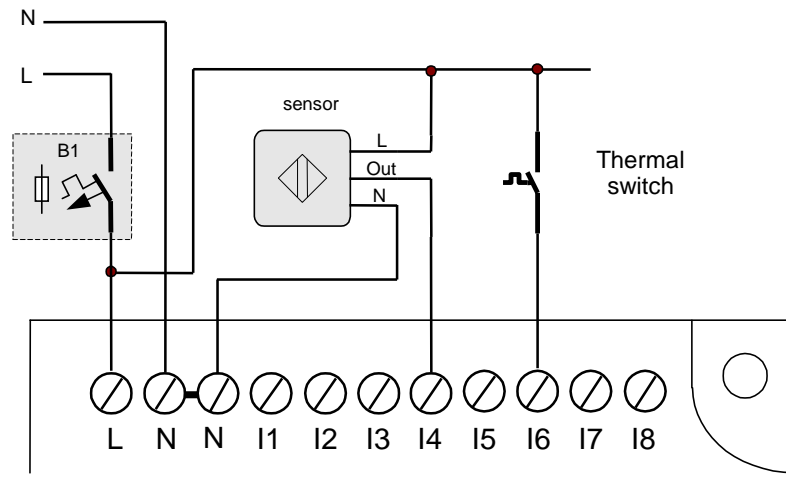 N
L
B1
sensor
L
Out
N
Thermal
switch
L N N I1 I2 I3 I4 I5 I6 I7 I8